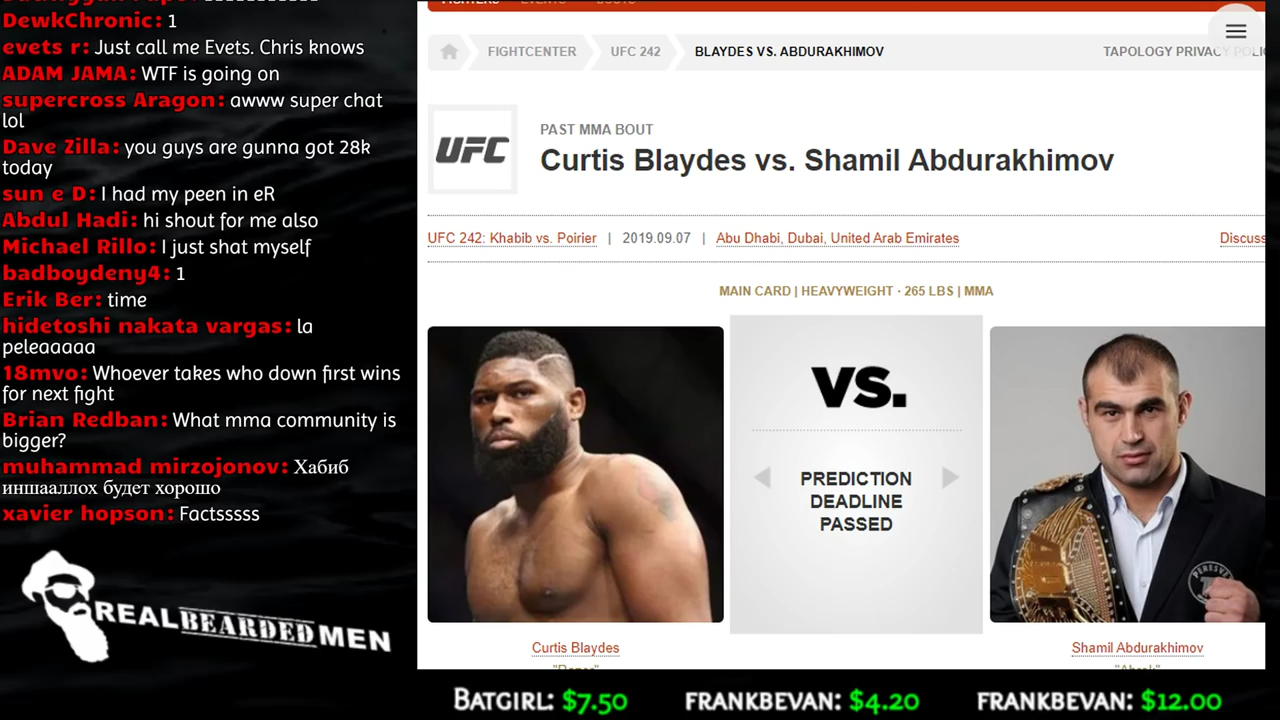 DewkChronic: 1
evets r: Just call me Evets. Chris knows
ADAM JAMA: WTF is going on
supercross Aragon: awww super chat
lol
Dave Zilla: you guys are gunna got 28k
today
sun e D: I had my peen in eR
Abdul Hadi: hi shout for me also
Michael Rillo: I just shat myself
badboydeny4: 1
Erik Ber: time
hidetoshi nakata vargas: la
peleaaaaa
18mvo: Whoever takes who down first wins
for next fight
Brian Redban: What mma community is
bigger?
muhammad mirzojonov: Хабиб
иншааллох будет хорошо
xavier hopson: Factsssss
REALBEARDEDMEN
FIGHTCENTER
UFC 242
BLAYDES VS. ABDURAKHIMOV
TAPOLOGY PRIVACY
UFC
PAST MMA BOUT
Curtis Blaydes vs. Shamil Abdurakhimov
UFC 242: Khabib vs. Poirier | 2019.09.07 | Abu Dhabi, Dubai, United Arab Emirates
Discuss
MAIN CARD | HEAVYWEIGHT · 265 LBS | MMA
VS.
PREDICTION
DEADLINE
PASSED
Curtis Blaydes
Shamil Abdurakhimov
BATGIRL: $7.50
FRANKBEVAN: $4.20
FRANKBEVAN: $12.00